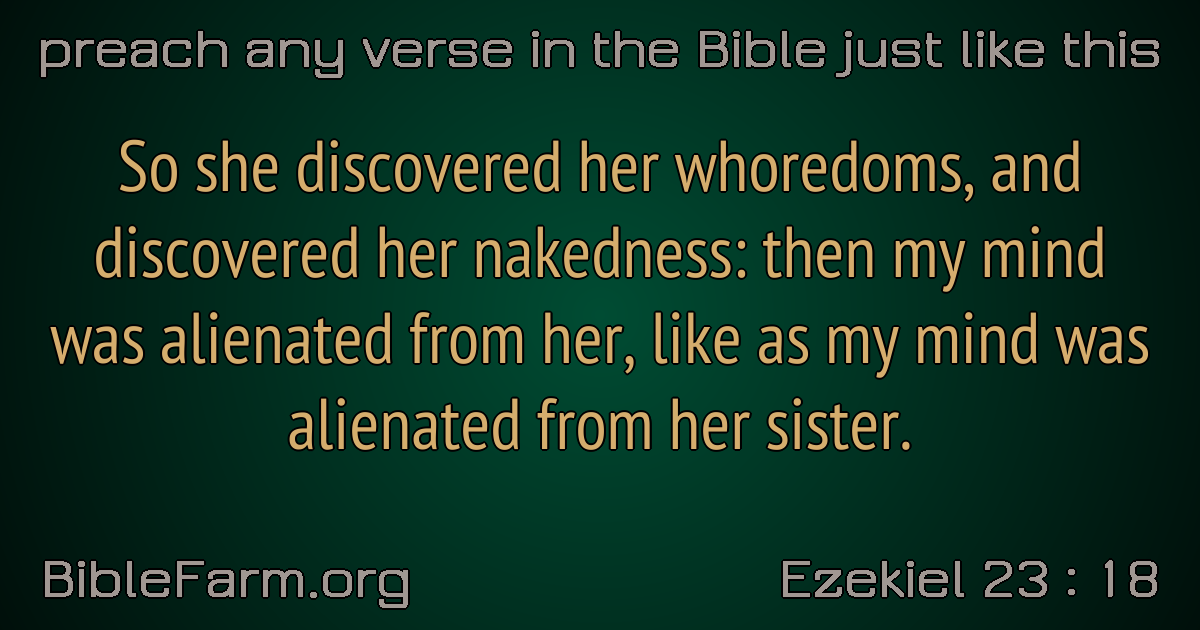 preach any verse in the Bible just like this
So she discovered her whoredoms, and
discovered her nakedness: then my mind
was alienated from her, like as my mind was
alienated from her sister.
BibleFarm.org
Ezekiel 23 : 18